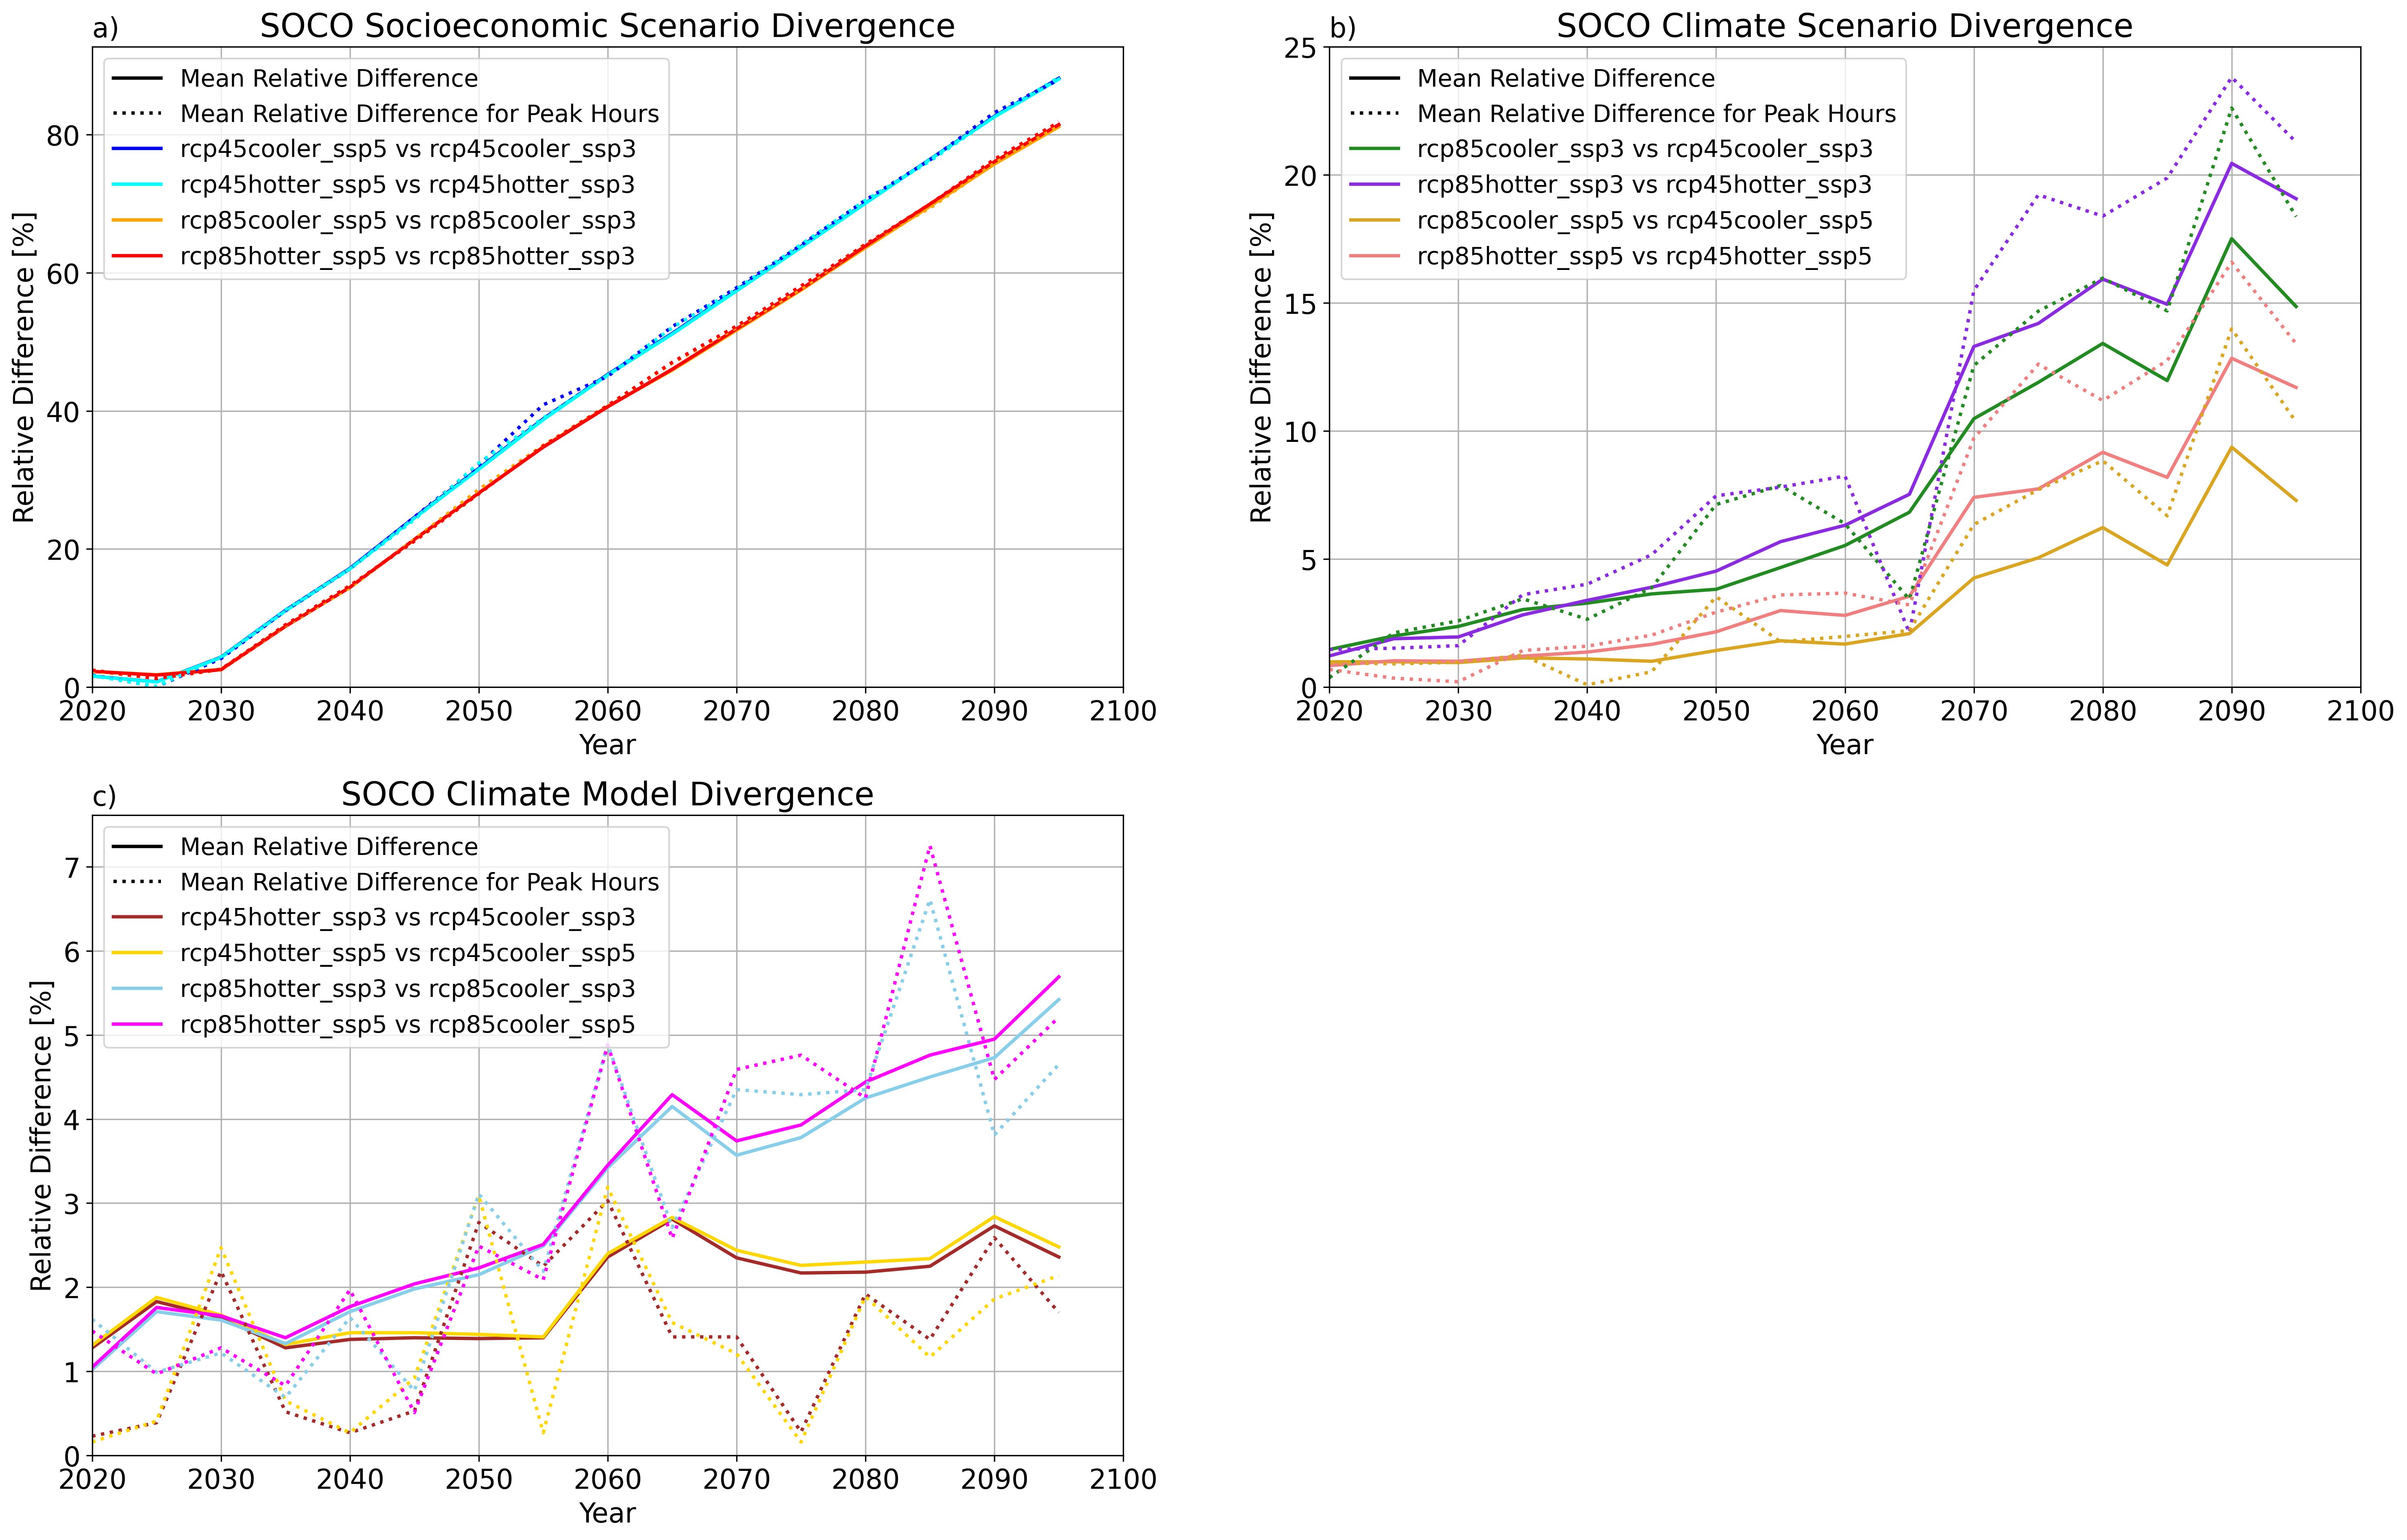 a)
SOCO Socioeconomic Scenario Divergence
Mean Relative Difference
Mean Relative Difference for Peak Hours
rcp45cooler_ssp5 vs rcp45cooler_ssp3
rcp45hotter_ssp5 vs rcp45hotter_ssp3
rcp85cooler_ssp5 vs rcp85cooler_ssp3
rcp85hotter_ssp5 vs rcp85hotter_ssp3
Relative Difference [%]
80
60
40
20
0
2020 2030 2040 2050 2060 2070 2080 2090 2100
Year
b)
SOCO Climate Scenario Divergence
Mean Relative Difference
Mean Relative Difference for Peak Hours
rcp85cooler_ssp3 vs rcp45cooler_ssp3
rcp85hotter_ssp3 vs rcp45hotter_ssp3
rcp85cooler_ssp5 vs rcp45cooler_ssp5
rcp85hotter_ssp5 vs rcp45hotter_ssp5
Relative Difference [%]
25
20
15
10
5
0
2020 2030 2040 2050 2060 2070 2080 2090 2100
Year
c)
SOCO Climate Model Divergence
Mean Relative Difference
Mean Relative Difference for Peak Hours
rcp45hotter_ssp3 vs rcp45cooler_ssp3
rcp45hotter_ssp5 vs rcp45cooler_ssp5
rcp85hotter_ssp3 vs rcp85cooler_ssp3
rcp85hotter_ssp5 vs rcp85cooler_ssp5
Relative Difference [%]
7
6
5
4
3
2
1
0
2020 2030 2040 2050 2060 2070 2080 2090 2100
Year